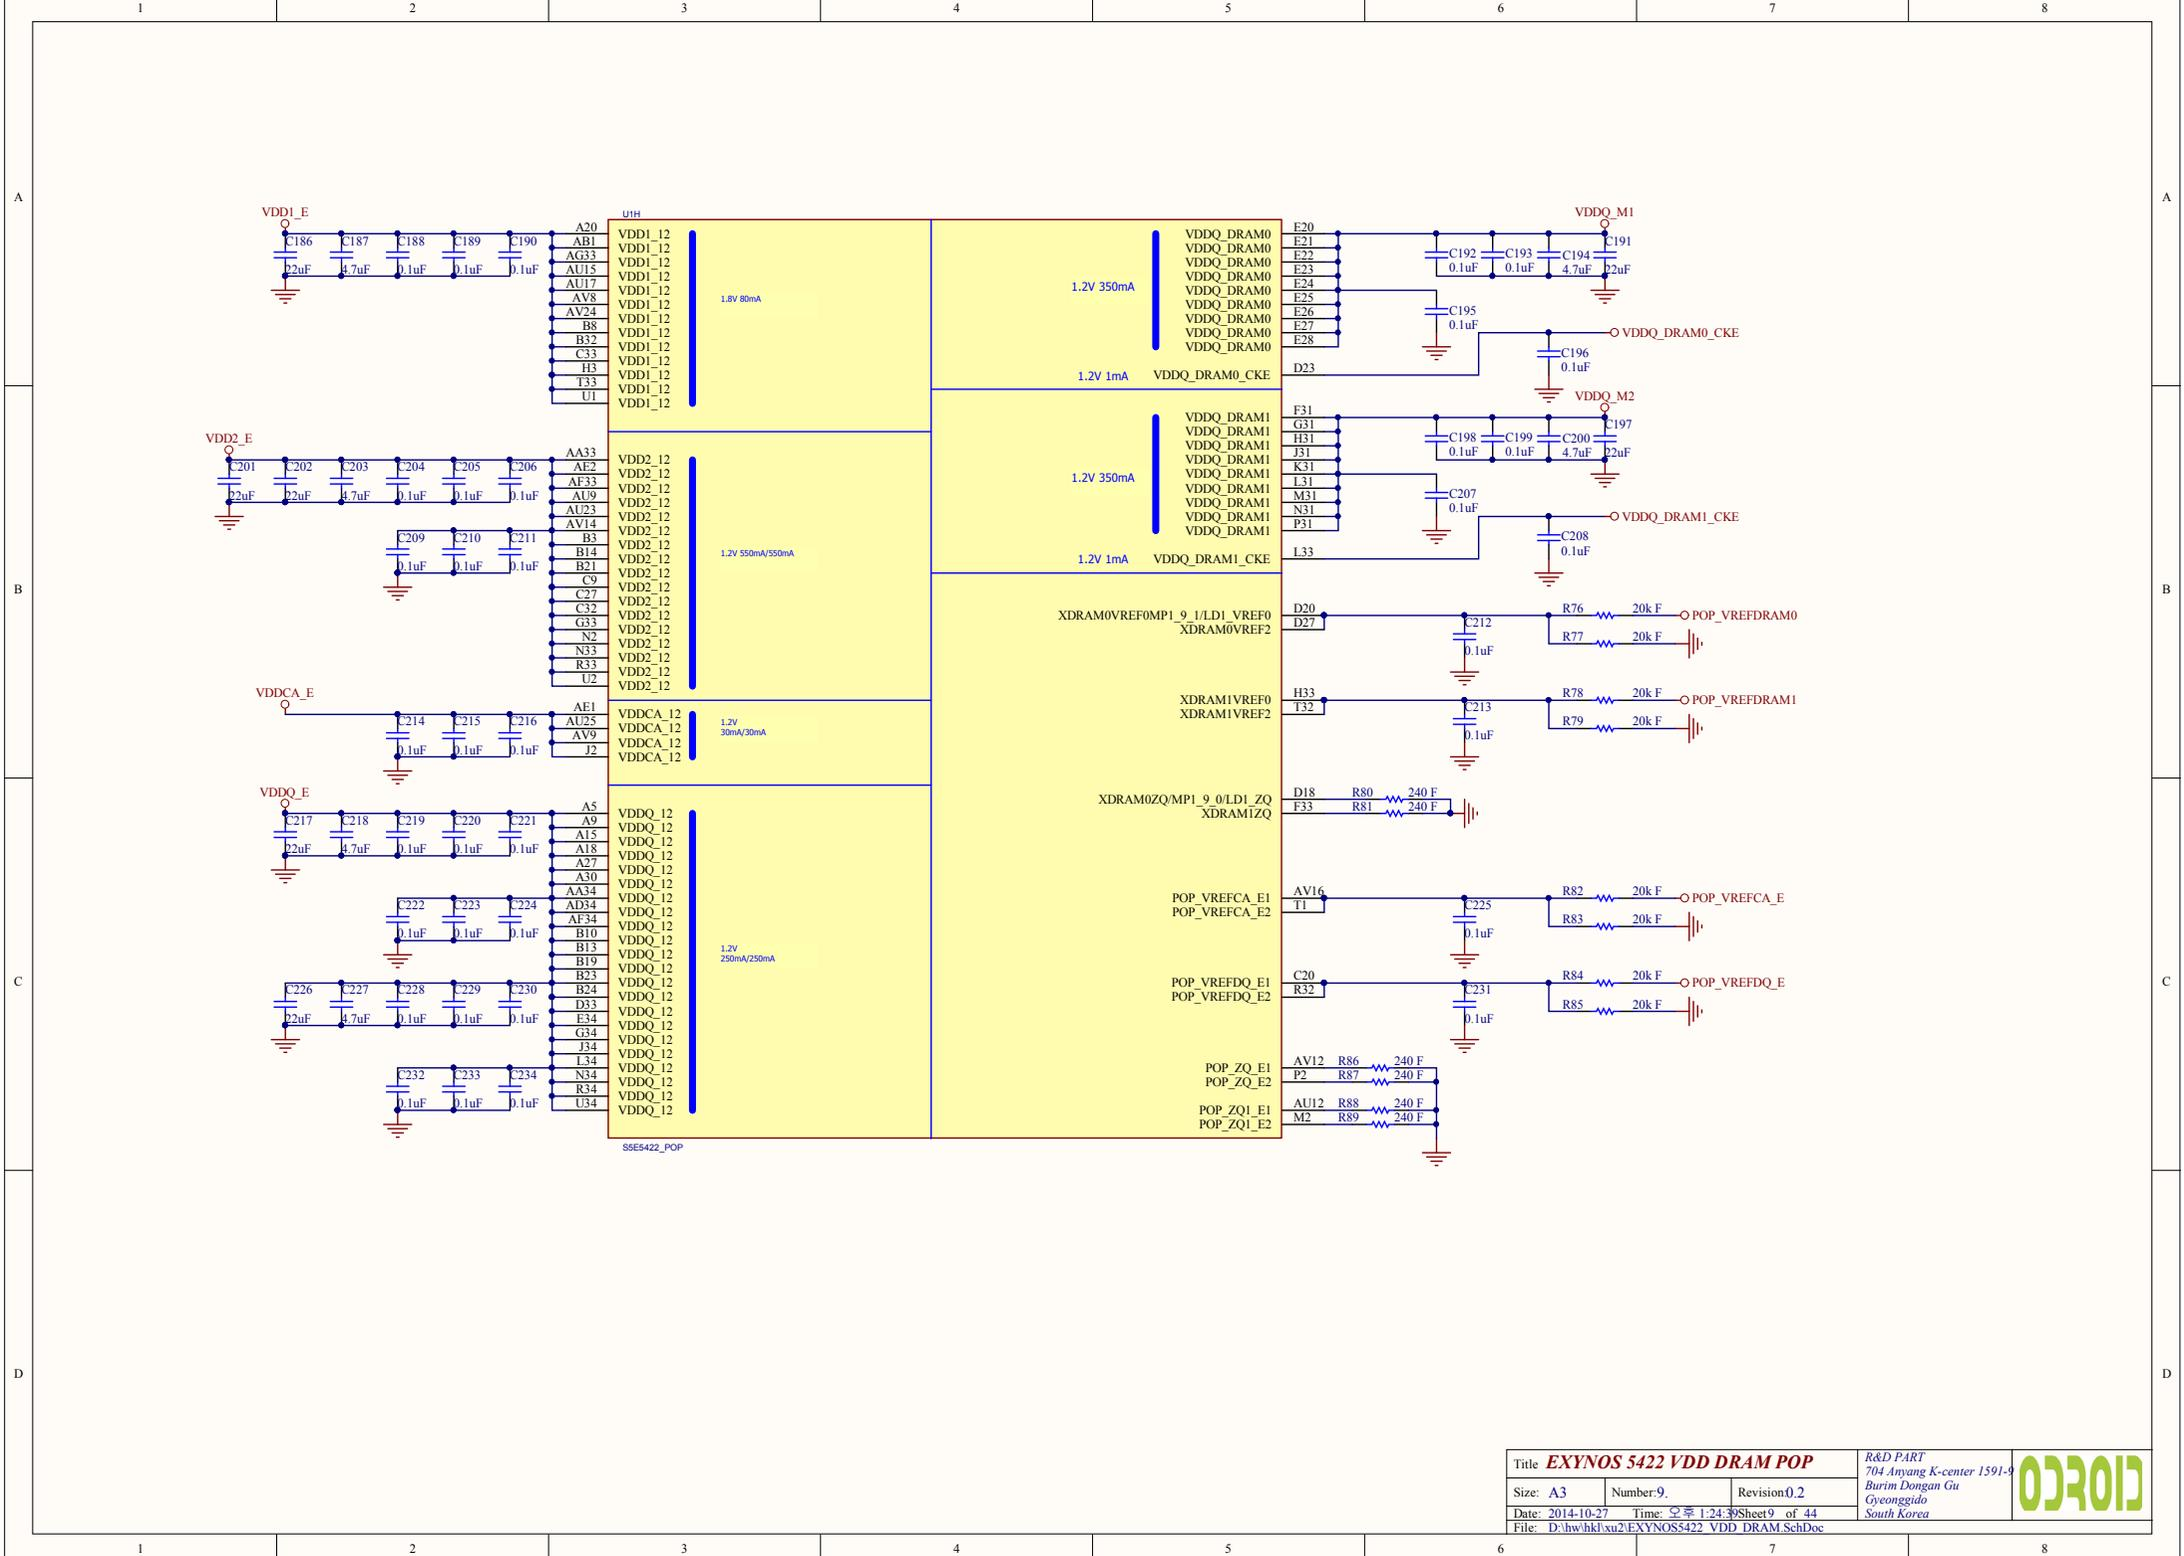 1 2 3 4 5 6 7 8
A A
B B
C C
D D
U1H
VDD1_E
C186 C187 C188 C189 C190
22uF 4.7uF 0.1uF 0.1uF 0.1uF
A20 VDD1_12
AB1 VDD1_12
AG33 VDD1_12
AU15 VDD1_12
AU17 VDD1_12
AV8 VDD1_12
AV24 VDD1_12
B8 VDD1_12
B32 VDD1_12
C33 VDD1_12
H3 VDD1_12
T33 VDD1_12
U1 VDD1_12
1.8V 80mA
VDD2_E
C201 C202 C203 C204 C205 C206
22uF 22uF 4.7uF 0.1uF 0.1uF 0.1uF
C209 C210 C211
0.1uF 0.1uF 0.1uF
AA33 VDD2_12
AE2 VDD2_12
AF33 VDD2_12
AU9 VDD2_12
AU23 VDD2_12
AV14 VDD2_12
B3 VDD2_12
B14 VDD2_12
B21 VDD2_12
C9 VDD2_12
C27 VDD2_12
C32 VDD2_12
G33 VDD2_12
N2 VDD2_12
N33 VDD2_12
R33 VDD2_12
U2 VDD2_12
1.2V 550mA/550mA
VDDCA_E
C214 C215 C216
0.1uF 0.1uF 0.1uF
AE1 VDDCA_12
AU25 VDDCA_12
AV9 VDDCA_12
J2 VDDCA_12
1.2V
30mA/30mA
VDDQ_E
C217 C218 C219 C220 C221
22uF 4.7uF 0.1uF 0.1uF 0.1uF
C222 C223 C224
0.1uF 0.1uF 0.1uF
C226 C227 C228 C229 C230
22uF 4.7uF 0.1uF 0.1uF 0.1uF
C232 C233 C234
0.1uF 0.1uF 0.1uF
A5 VDDQ_12
A9 VDDQ_12
A15 VDDQ_12
A18 VDDQ_12
A27 VDDQ_12
A30 VDDQ_12
AA34 VDDQ_12
AD34 VDDQ_12
AF34 VDDQ_12
B10 VDDQ_12
B13 VDDQ_12
B19 VDDQ_12
B23 VDDQ_12
B24 VDDQ_12
D33 VDDQ_12
E34 VDDQ_12
G34 VDDQ_12
J34 VDDQ_12
L34 VDDQ_12
N34 VDDQ_12
R34 VDDQ_12
U34 VDDQ_12
1.2V
250mA/250mA
S5E5422_POP
VDDQ_DRAM0 E20
VDDQ_DRAM0 E21
VDDQ_DRAM0 E22
VDDQ_DRAM0 E23
VDDQ_DRAM0 E24
VDDQ_DRAM0 E25
VDDQ_DRAM0 E26
VDDQ_DRAM0 E27
VDDQ_DRAM0 E28
1.2V 350mA
1.2V 1mA VDDQ_DRAM0_CKE D23
VDDQ_M1
C192 C193 C194 C191
0.1uF 0.1uF 4.7uF 22uF
C195
0.1uF
VDDQ_DRAM0_CKE
C196
0.1uF
VDDQ_DRAM1 F31
VDDQ_DRAM1 G31
VDDQ_DRAM1 H31
VDDQ_DRAM1 J31
VDDQ_DRAM1 K31
VDDQ_DRAM1 L31
VDDQ_DRAM1 M31
VDDQ_DRAM1 N31
VDDQ_DRAM1 P31
1.2V 350mA
1.2V 1mA VDDQ_DRAM1_CKE L33
VDDQ_M2
C198 C199 C200 C197
0.1uF 0.1uF 4.7uF 22uF
C207
0.1uF
VDDQ_DRAM1_CKE
C208
0.1uF
XDRAM0VREF0MP1_9_1/LD1_VREF0 D20 R76 20k F POP_VREFDRAM0
XDRAM0VREF2 D27 C212 R77 20k F
0.1uF
XDRAM1VREF0 H33 R78 20k F POP_VREFDRAM1
XDRAM1VREF2 T32 C213 R79 20k F
0.1uF
XDRAM0ZQ/MP1_9_0/LD1_ZQ D18 R80 240 F
XDRAM1ZQ F33 R81 240 F
POP_VREFCA_E1 AV16 R82 20k F POP_VREFCA_E
POP_VREFCA_E2 T1 C225 R83 20k F
0.1uF
POP_VREFDQ_E1 C20 R84 20k F POP_VREFDQ_E
POP_VREFDQ_E2 R32 C231 R85 20k F
0.1uF
POP_ZQ_E1 AV12 R86 240 F
POP_ZQ_E2 P2 R87 240 F
POP_ZQ1_E1 AU12 R88 240 F
POP_ZQ1_E2 M2 R89 240 F
Title EXYNOS 5422 VDD DRAM POP
Size: A3 Number:9. Revision:0.2
Date: 2014-10-27 Time: 오후 1:24:39 Sheet9 of 44
File: D:\hw\hkl\xu2\EXYNOS5422_VDD_DRAM.SchDoc
R&D PART
704 Anyang K-center 1591-9
Burim Dongan Gu
Gyeonggido
South Korea
ODROID
1 2 3 4 5 6 7 8